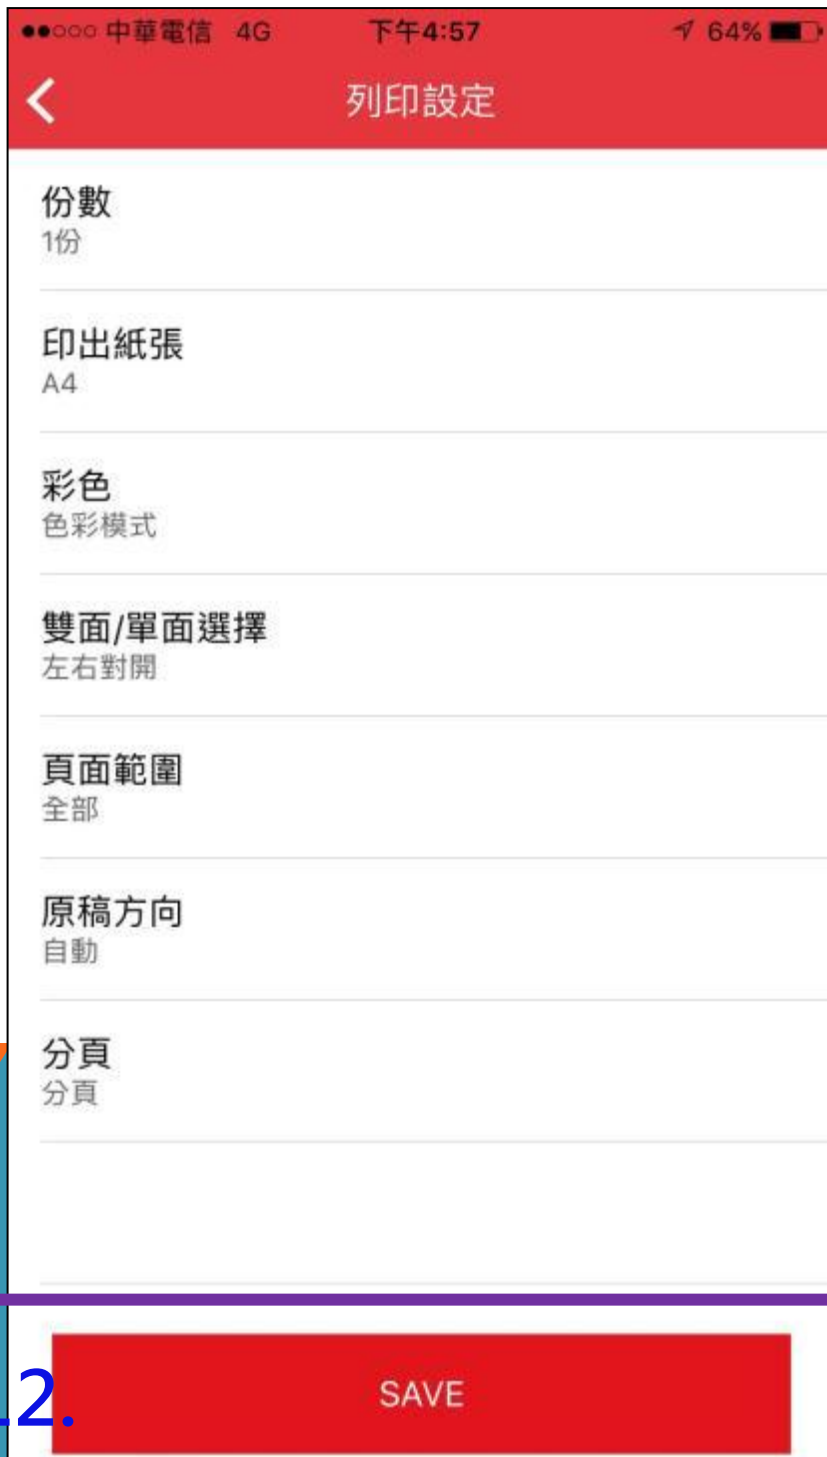 中華電信 4G 下午4:57 64%
列印設定
份數
1份
印出紙張
A4
彩色
色彩模式
雙面/單面選擇
左右對開
頁面範圍
全部
原稿方向
自動
分頁
分頁
SAVE
2.